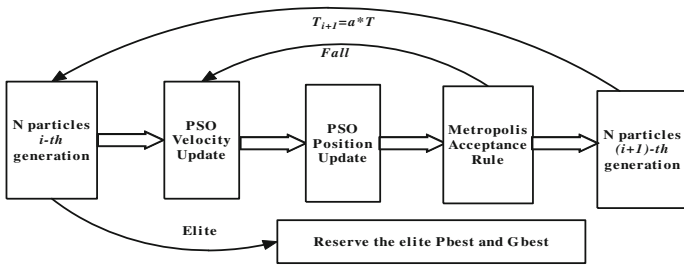 T_{i+1}=a*T
Fall
N particles
i-th
generation
PSO
Velocity
Update
PSO
Position
Update
Metropolis
Acceptance
Rule
N particles
(i+1)-th
generation
Elite
Reserve the elite Pbest and Gbest